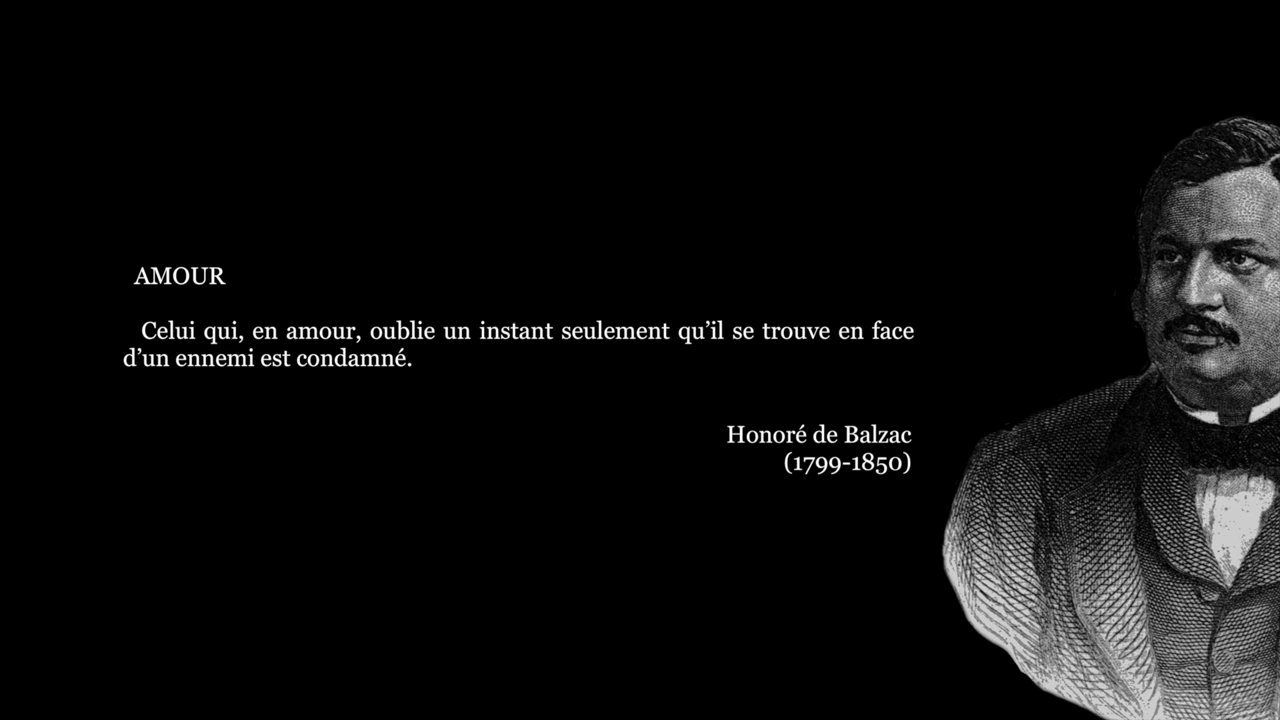 AMOUR
Celui qui, en amour, oublie un instant seulement qu’il se trouve en face
d’un ennemi est condamné.
Honoré de Balzac
(1799-1850)